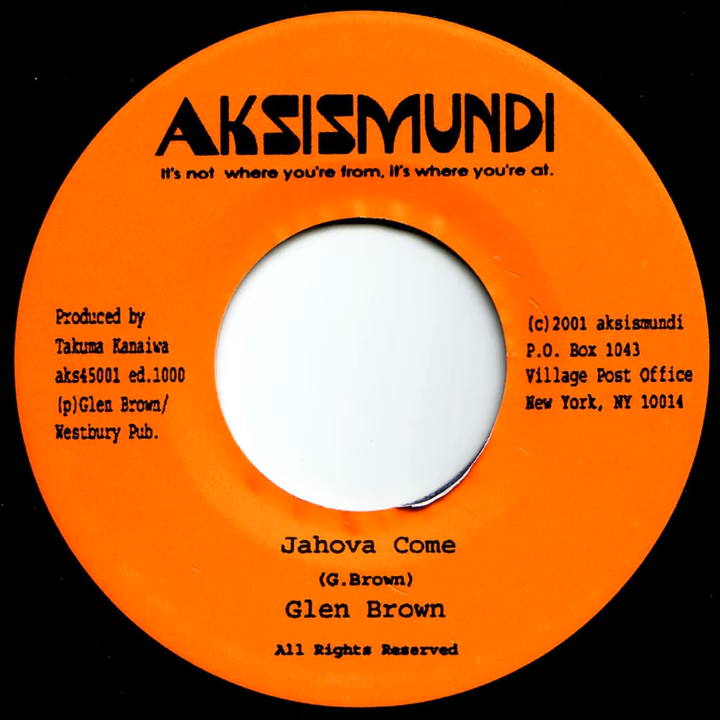 AKSISMUNDI
It's not where you're from, it's where you're at.
Produced by
Takuma Kanaiwa
aks45001 ed.1000
(p)Glen Brown/
Westbury Pub.
(c)2001 aksismundi
P.O. Box 1043
Village Post Office
New York, NY 10014
Jahova Come
(G.Brown)
Glen Brown
All Rights Reserved